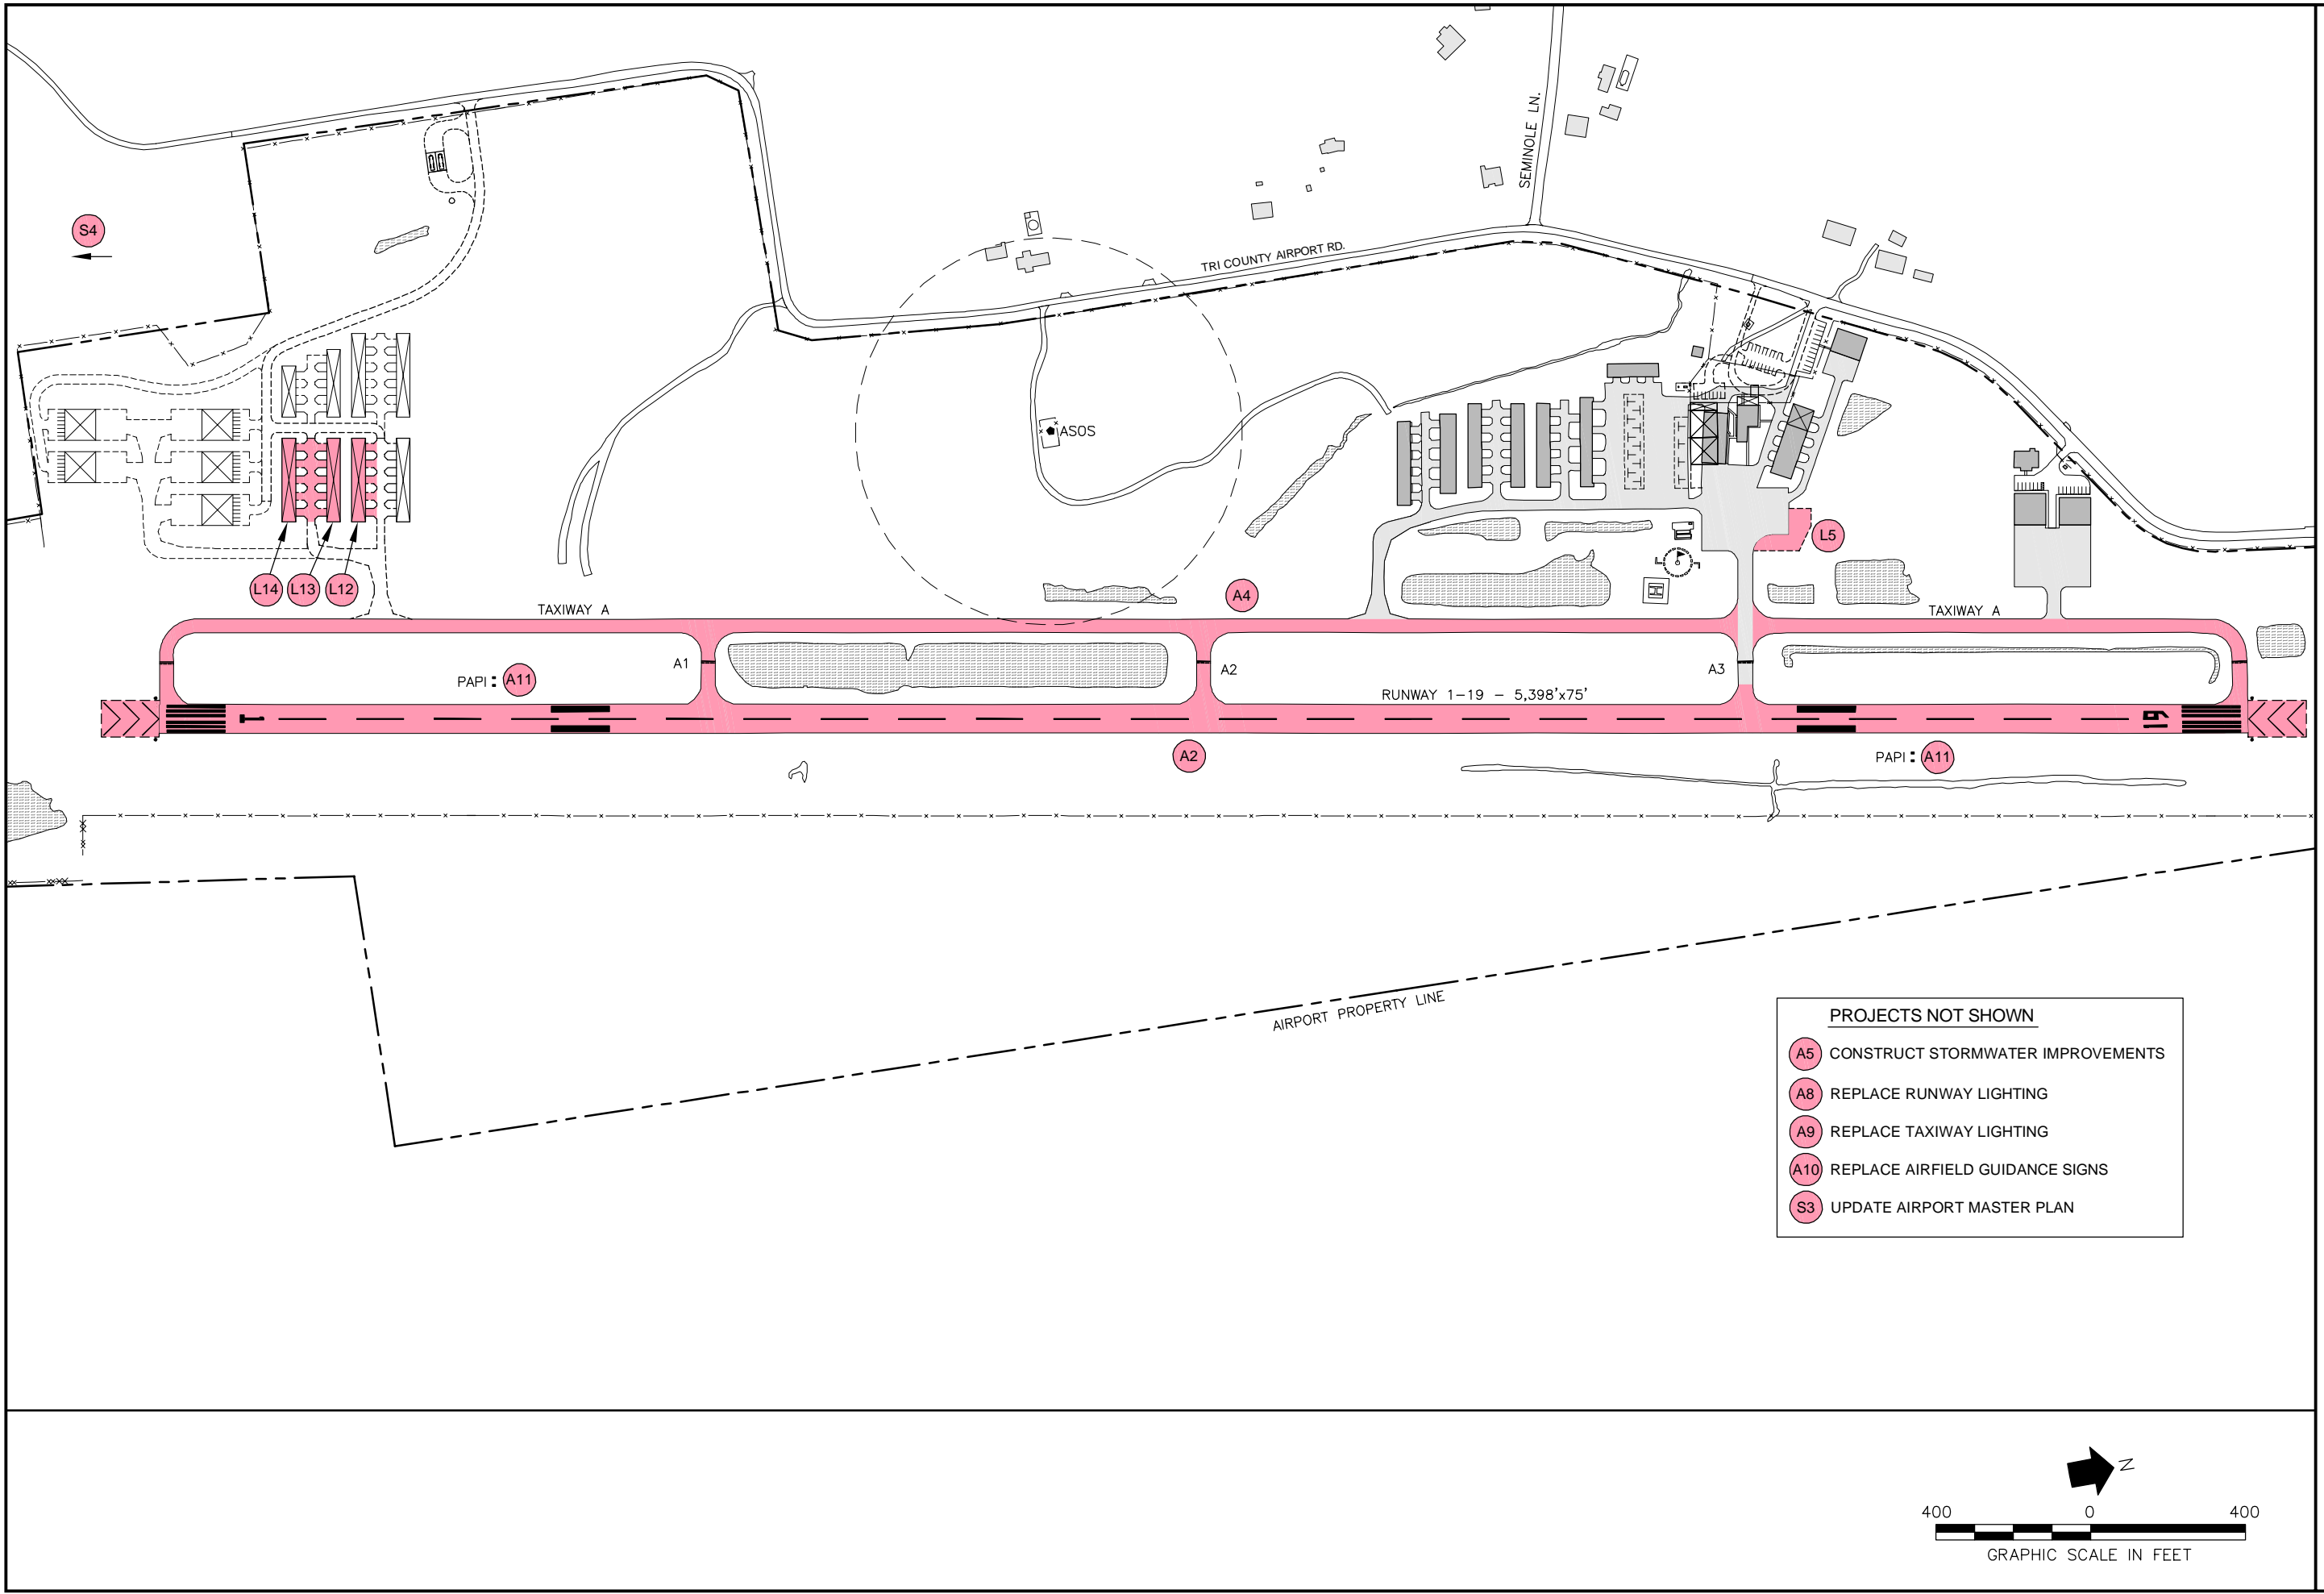 SEMINOLE LN.
S4
TRI COUNTY AIRPORT RD.
ASOS
L5
L14
L13
L12
A4
TAXIWAY A
TAXIWAY A
A1
A2
A3
PAPI
A11
RUNWAY 1-19 - 5,398'x75'
1
19
A2
PAPI
A11
AIRPORT PROPERTY LINE
PROJECTS NOT SHOWN
A5 CONSTRUCT STORMWATER IMPROVEMENTS
A8 REPLACE RUNWAY LIGHTING
A9 REPLACE TAXIWAY LIGHTING
A10 REPLACE AIRFIELD GUIDANCE SIGNS
S3 UPDATE AIRPORT MASTER PLAN
N
400 0 400
GRAPHIC SCALE IN FEET